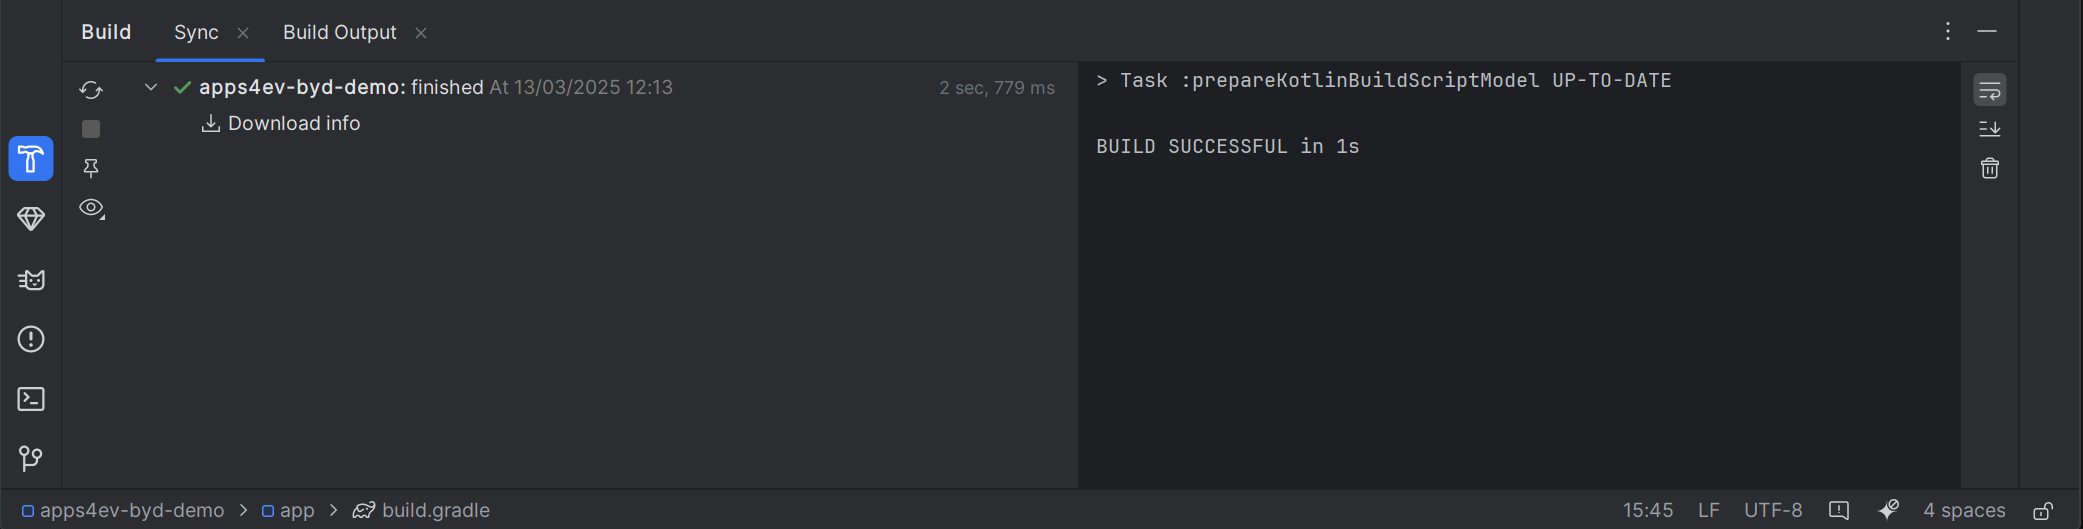 Build Sync Build Output
apps4ev-byd-demo: finished At 13/03/2025 12:13 2 sec, 779 ms
Download info
> Task :prepareKotlinBuildScriptModel UP-TO-DATE
BUILD SUCCESSFUL in 1s
apps4ev-byd-demo > app > build.gradle 15:45 LF UTF-8 4 spaces